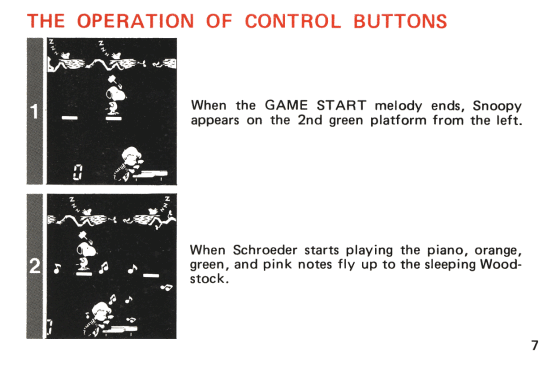 THE OPERATION OF CONTROL BUTTONS
1
When the GAME START melody ends, Snoopy
appears on the 2nd green platform from the left.
2
When Schroeder starts playing the piano, orange,
green, and pink notes fly up to the sleeping Wood-
stock.
7